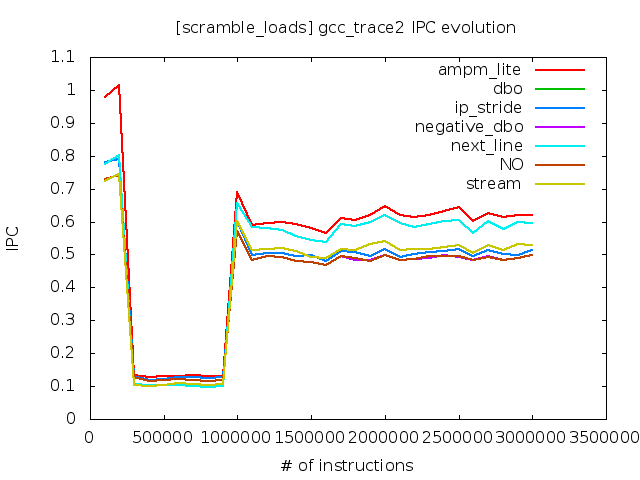 [scramble_loads] gcc_trace2 IPC evolution
1.1
1
0.9
0.8
0.7
0.6
0.5
0.4
0.3
0.2
0.1
0
IPC
ampm_lite
dbo
ip_stride
negative_dbo
next_line
NO
stream
0 500000 1000000 1500000 2000000 2500000 3000000 3500000
# of instructions